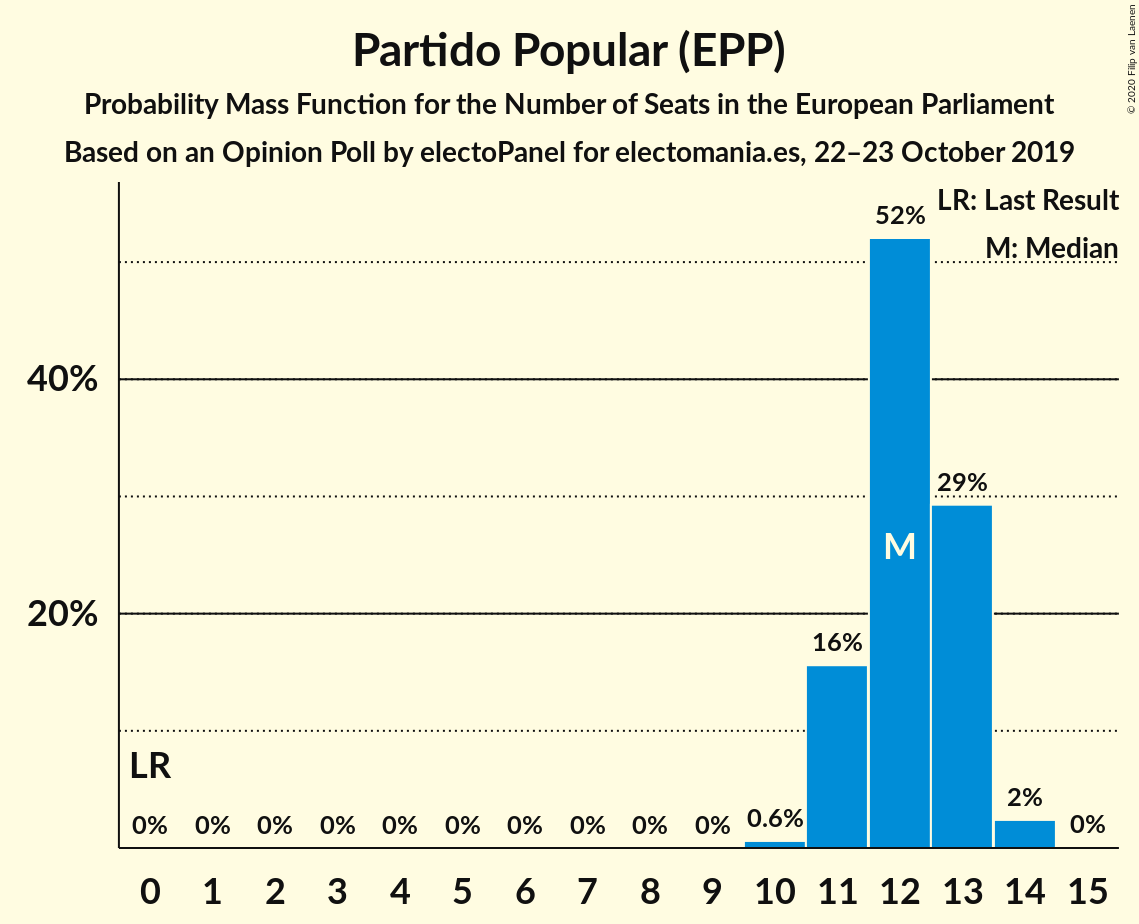 Partido Popular (EPP)
Probability Mass Function for the Number of Seats in the European Parliament
Based on an Opinion Poll by electoPanel for electomania.es, 22–23 October 2019
© 2020 Filip van Laenen
LR: Last Result
M: Median
52%
40%
29%
M
20%
16%
LR
0% 0% 0% 0% 0% 0% 0% 0% 0% 0% 0.6% 2% 0%
0 1 2 3 4 5 6 7 8 9 10 11 12 13 14 15